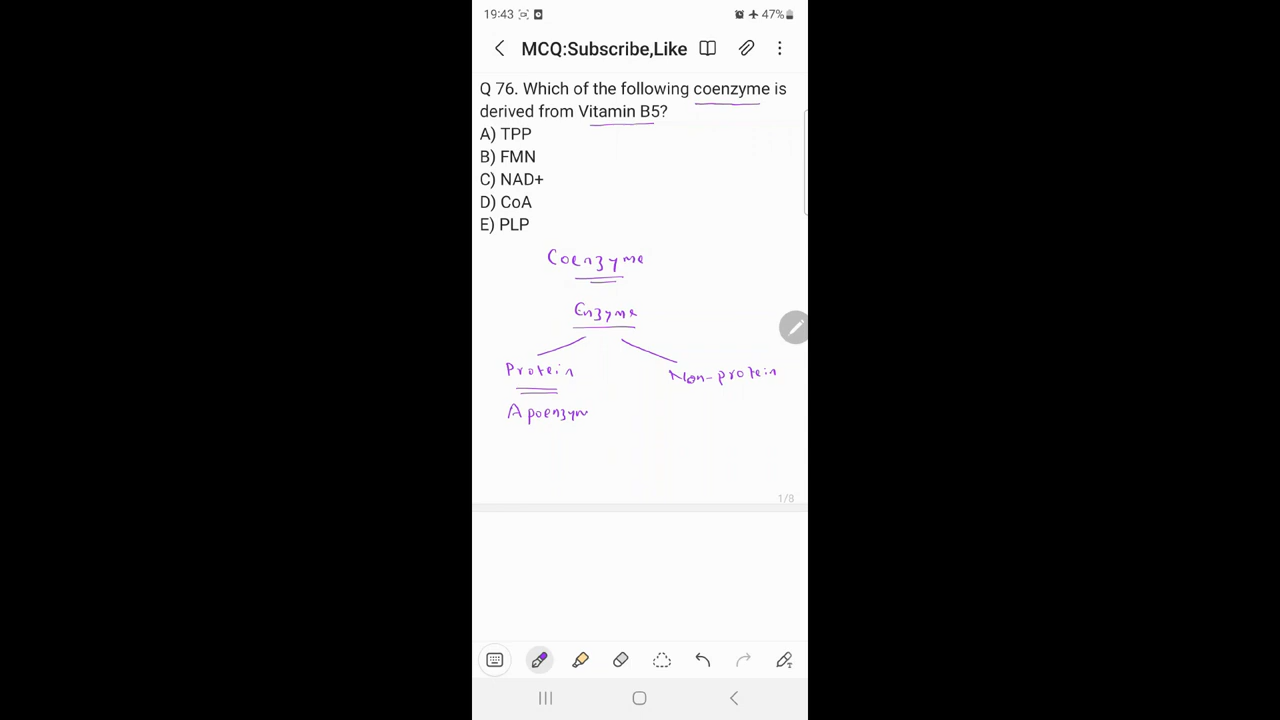 19:43 47%
MCQ:Subscribe,Like
Q 76. Which of the following coenzyme is
derived from Vitamin B5?
A) TPP
B) FMN
C) NAD+
D) CoA
E) PLP
Coenzyme
Enzyme
Protein Non-protein
Apoenzym
1/8